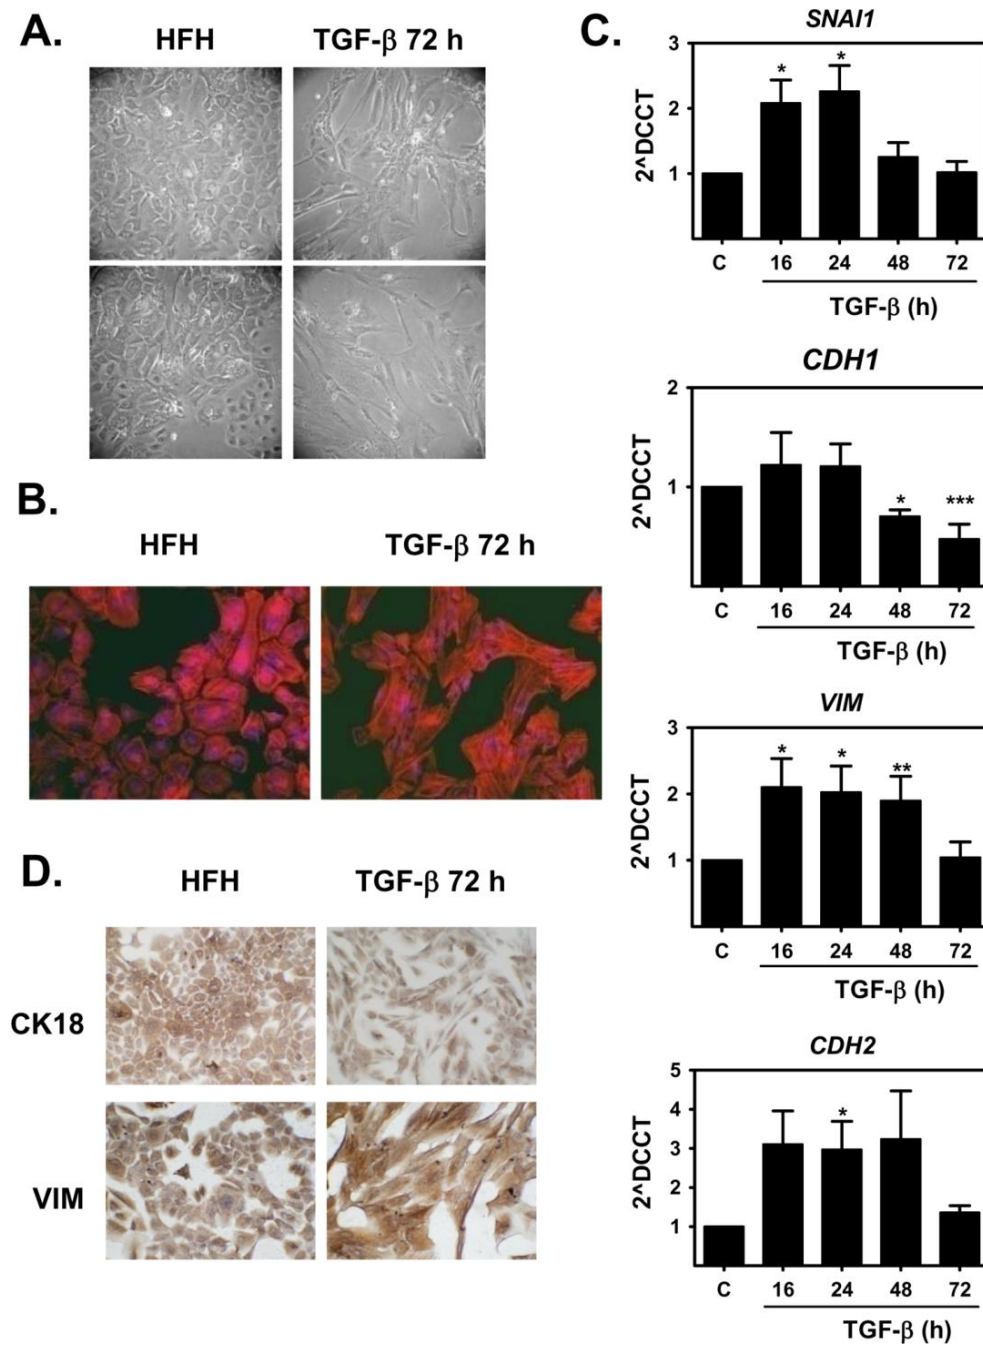 A.
HFH TGF-β 72 h
B.
HFH TGF-β 72 h
D.
HFH TGF-β 72 h
CK18
VIM
C.
SNAI1
3
*
*
2
1
2^DCCT
C 16 24 48 72
TGF-β (h)
CDH1
2
*
***
1
2^DCCT
C 16 24 48 72
TGF-β (h)
VIM
3
*
*
**
2
1
2^DCCT
C 16 24 48 72
TGF-β (h)
CDH2
5
4
*
3
2
1
2^DCCT
C 16 24 48 72
TGF-β (h)